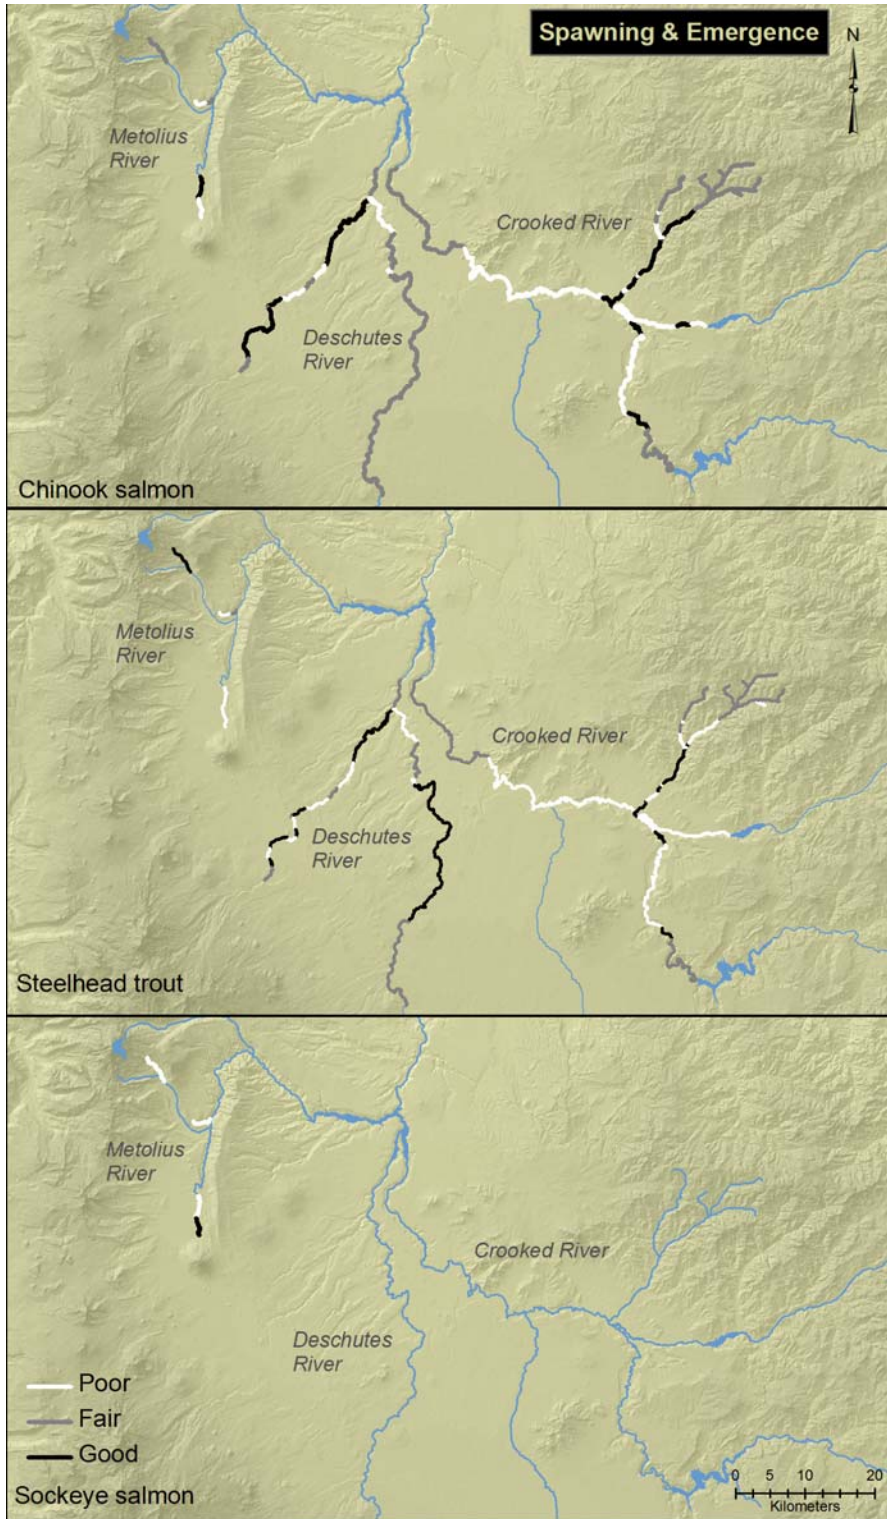 Spawning & Emergence
N
Metolius
River
Crooked River
Deschutes
River
Chinook salmon
Metolius
River
Crooked River
Deschutes
River
Steelhead trout
Metolius
River
Crooked River
Deschutes
River
Poor
Fair
Good
Sockeye salmon
0 5 10 20
Kilometers